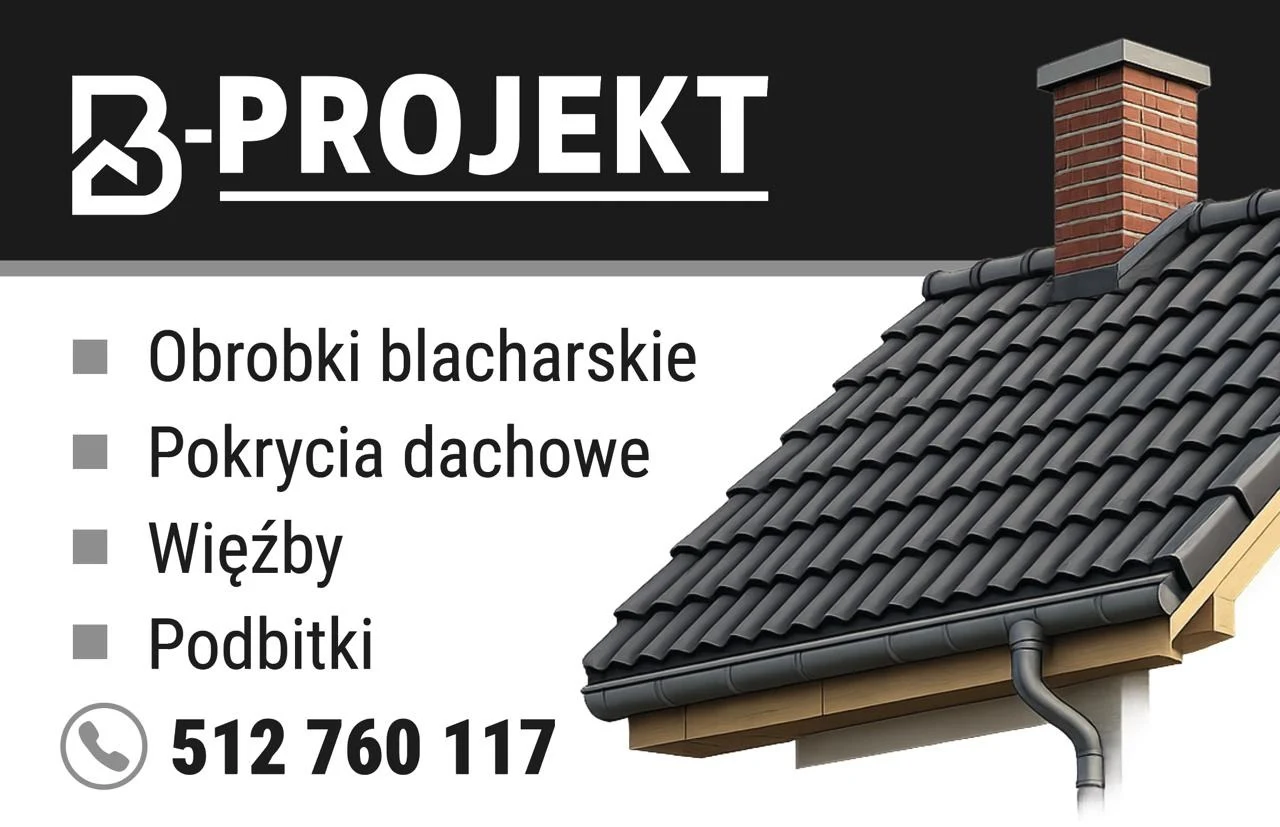 B-PROJEKT
Obrobki blacharskie
Pokrycia dachowe
Więźby
Podbitki
512 760 117